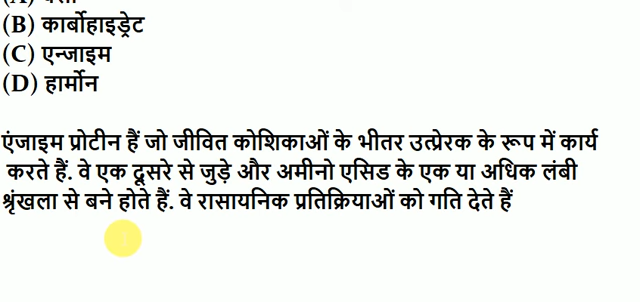 (B) कार्बोहाइड्रेट
(C) एन्जाइम
(D) हार्मोन
एंजाइम प्रोटीन हैं जो जीवित कोशिकाओं के भीतर उत्प्रेरक के रूप में कार्य
करते हैं. वे एक दूसरे से जुड़े और अमीनो एसिड के एक या अधिक लंबी
श्रृंखला से बने होते हैं. वे रासायनिक प्रतिक्रियाओं को गति देते हैं